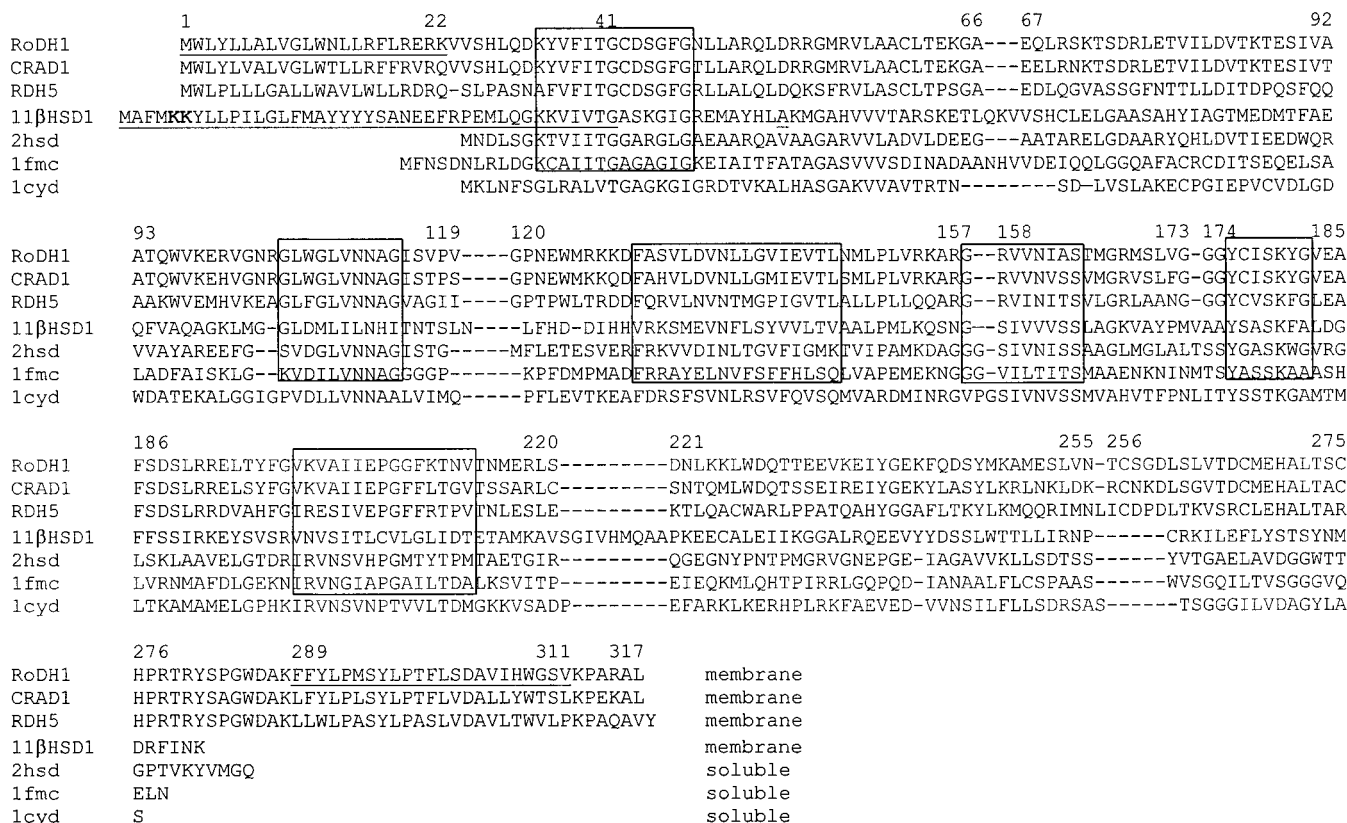 1 22 41 66 67 92
RoDH1 MWLYLLALVGLWNLLRFLRERKVVSHLQDKYVFITGCDSGFGNLLARQLDRRGMRVLAACLTEKGA---EQLRSKTSDRLETVILDVTKTESIVA
CRAD1 MWLYLVALVGLWTLLRFFRVRQVVSHLQDKYVFITGCDSGFGTLLARQLDRRGMRVLAACLTEKGA---EELRNKTSDRLETVILDVTKTESIVT
RDH5 MWLPLLLGALLWAVLWLLRDRQ-SLPASNAFVFITGCDSGFGRLLALQLDQKSFRVLASCLTPSGA---EDLQGVASSGFNTTLLDITDPQSFQQ
11βHSD1 MAFMKKYLLPILGLFMAYYYYSANEEFRPEMLQGKKVIVTGASKGIGREMAYHLAKMGAHVVVTARSKETLQKVVSHCLELGAASAHYIAGTMEDMTFAE
2hsd MNDLSGKTVIITGGARGLGAEAARQAVAAGARVVLADVLDEEG---AATARELGDAARYQHLDVTIEEDWQR
1fmc MFNSDNLRLDGKCAIITGAGAGIGKEIAITFATAGASVVVSDINADAANHVVDEIQQLGGQAFACRCDITSEQELSA
1cyd MKLNFSGLRALVTGAGKGIGRDTVKALHASGAKVVAVTRTN--------SD—LVSLAKECPGIEPVCVDLGD
93 119 120 157 158 173 174 185
RoDH1 ATQWVKERVGNRGLWGLVNNAGISVPV----GPNEWMRKKDFASVLDVNLLGVIEVTLNMLPLVRKARG--RVVNIASTMGRMSLVG-GGYCISKYGVEA
CRAD1 ATQWVKEHVGNRGLWGLVNNAGISTPS----GPNEWMKKQDFAHVLDVNLLGMIEVTLSMLPLVRKARG--RVVNVSSVMGRVSLFG-GGYCISKYGVEA
RDH5 AAKWVEMHVKEAGLFGLVNNAGVAGII----GPTPWLTRDDFQRVLNVNTMGPIGVTLALLPLLQQARG--RVINITSVLGRLAANG-GGYCVSKFGLEA
11βHSD1 QFVAQAGKLMG-GLDMLILNHITNTSLN----LFHD-DIHHVRKSMEVNFLSYVVLTVAALPMLKQSNG--SIVVVSSLAGKVAYPMVAAYSASKFALDG
2hsd VVAYAREEFG--SVDGLVNNAGISTG-----MFLETESVERFRKVVDINLTGVFIGMKTVIPAMKDAGGGSIVNISSAAGLMGLALTSSYGASKWGVRG
1fmc LADFAISKLG--KVDILVNNAGGGGP-----KPFDMPMADFRRAYELNVFSFFHLSQLVAPEMEKNGGG-VILTITSMAAENKNINMTSYASSKAAASH
1cyd WDATEKALGGIGPVDLLVNNAALVIMQ----PFLEVTKEAFDRSFSVNLRSVFQVSQMVARDMINRGVPGSIVNVSSMVAHVTFPNLITYSSTKGAMTM
186 220 221 255 256 275
RoDH1 FSDSLRRELTYFGVKVAIIEPGGFKTNVTNMERLS---------DNLKKLWDQTTEEVKEIYGEKFQDSYMKAMESLVN-TCSGDLSLVTDCMEHALTSC
CRAD1 FSDSLRRELSYFGVKVAIIEPGFFLTGVTSSARLC---------SNTQMLWDQTSSEIREIYGEKYLASYLKRLNKLDK-RCNKDLSGVTDCMEHALTAC
RDH5 FSDSLRRDVAHFGIRESIVEPGFFRTPVTNLESLE---------KTLQACWARLPPATQAHYGGAFLTKYLKMQQRIMNLICDPDLTKVSRCLEHALTAR
11βHSD1 FFSSIRKEYSVSRVNVSITLCVLGLIDTETAMKAVSGIVHMQAAPKEECALEIIKGGALRQEEVYYDSSLWTTLLIRNP-----CRKILEFLYSTSYNM
2hsd LSKLAAVELGTDRIRVNSVHPGMTYTPMTAETGIR---------QGEGNYPNTPMGRVGNEPGE-IAGAVVKLLSDTSS-----YVTGAELAVDGGWTT
1fmc LVRNMAFDLGEKNIRVNGIAPGAILTDALKSVITP---------EIEQKMLQHTPIRRLGQPQD-IANAALFLCSPAAS-----WVSGQILTVSGGGVQ
1cyd LTKAMAMELGPHKIRVNSVNPTVVLTDMGKKVSADP--------EFARKLKERHPLRKFAEVED-VVNSILFLLSDRSAS------TSGGGILVDAGYLA
276 289 311 317
RoDH1 HPRTRYSPGWDAKFFYLPMSYLPTFLSDAVIHWGSVKPARAL membrane
CRAD1 HPRTRYSAGWDAKLFYLPLSYLPTFLVDALLYWTSLKPEKAL membrane
RDH5 HPRTRYSPGWDAKLLWLPASYLPASLVDAVLTWVLPKPAQAVY membrane
11βHSD1 DRFINK membrane
2hsd GPTVKYVMGQ soluble
1fmc ELN soluble
1cyd S soluble